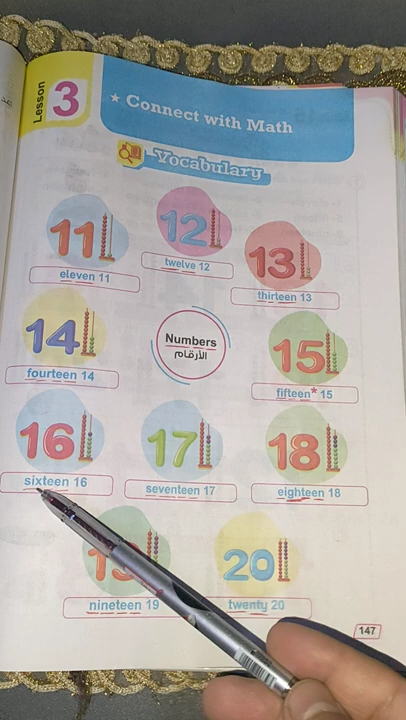 Lesson 3
★ Connect with Math
Vocabulary
11
12
13
eleven 11
twelve 12
thirteen 13
14
Numbers
الأرقام
15
fourteen 14
fifteen* 15
16
17
18
sixteen 16
seventeen 17
eighteen 18
19
20
nineteen 19
twenty 20
147